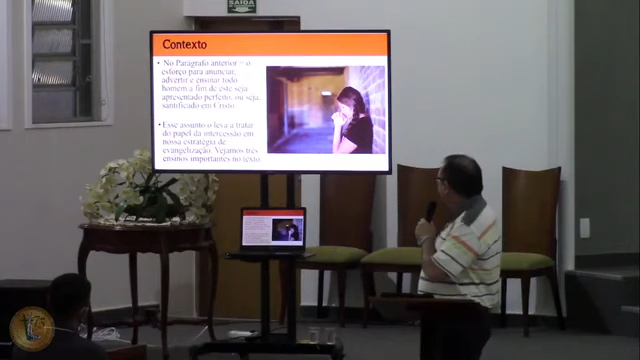 SAÍDA
Contexto
• No Parágrafo anterior – o
esforço para anunciar,
advertir e ensinar todo
homem a fim de este seja
apresentado perfeito, ou seja,
santificado em Cristo.
• Esse assunto o leva a tratar
do papel da intercessão em
nossa estratégia de
evangelização. Vejamos três
ensinos importantes no texto.